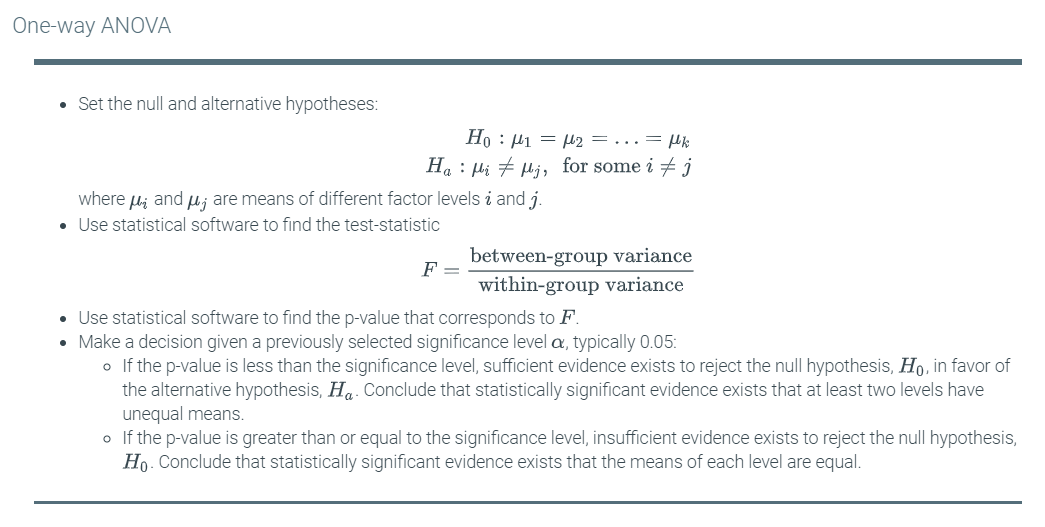 One-way ANOVA
• Set the null and alternative hypotheses:
H₀ : μ₁ = μ₂ = … = μₖ
Hₐ : μᵢ ≠ μⱼ, for some i ≠ j
where μᵢ and μⱼ are means of different factor levels i and j.
• Use statistical software to find the test-statistic
F = between-group variance / within-group variance
• Use statistical software to find the p-value that corresponds to F.
• Make a decision given a previously selected significance level α, typically 0.05:
○ If the p-value is less than the significance level, sufficient evidence exists to reject the null hypothesis, H₀, in favor of
the alternative hypothesis, Hₐ. Conclude that statistically significant evidence exists that at least two levels have
unequal means.
○ If the p-value is greater than or equal to the significance level, insufficient evidence exists to reject the null hypothesis,
H₀. Conclude that statistically significant evidence exists that the means of each level are equal.